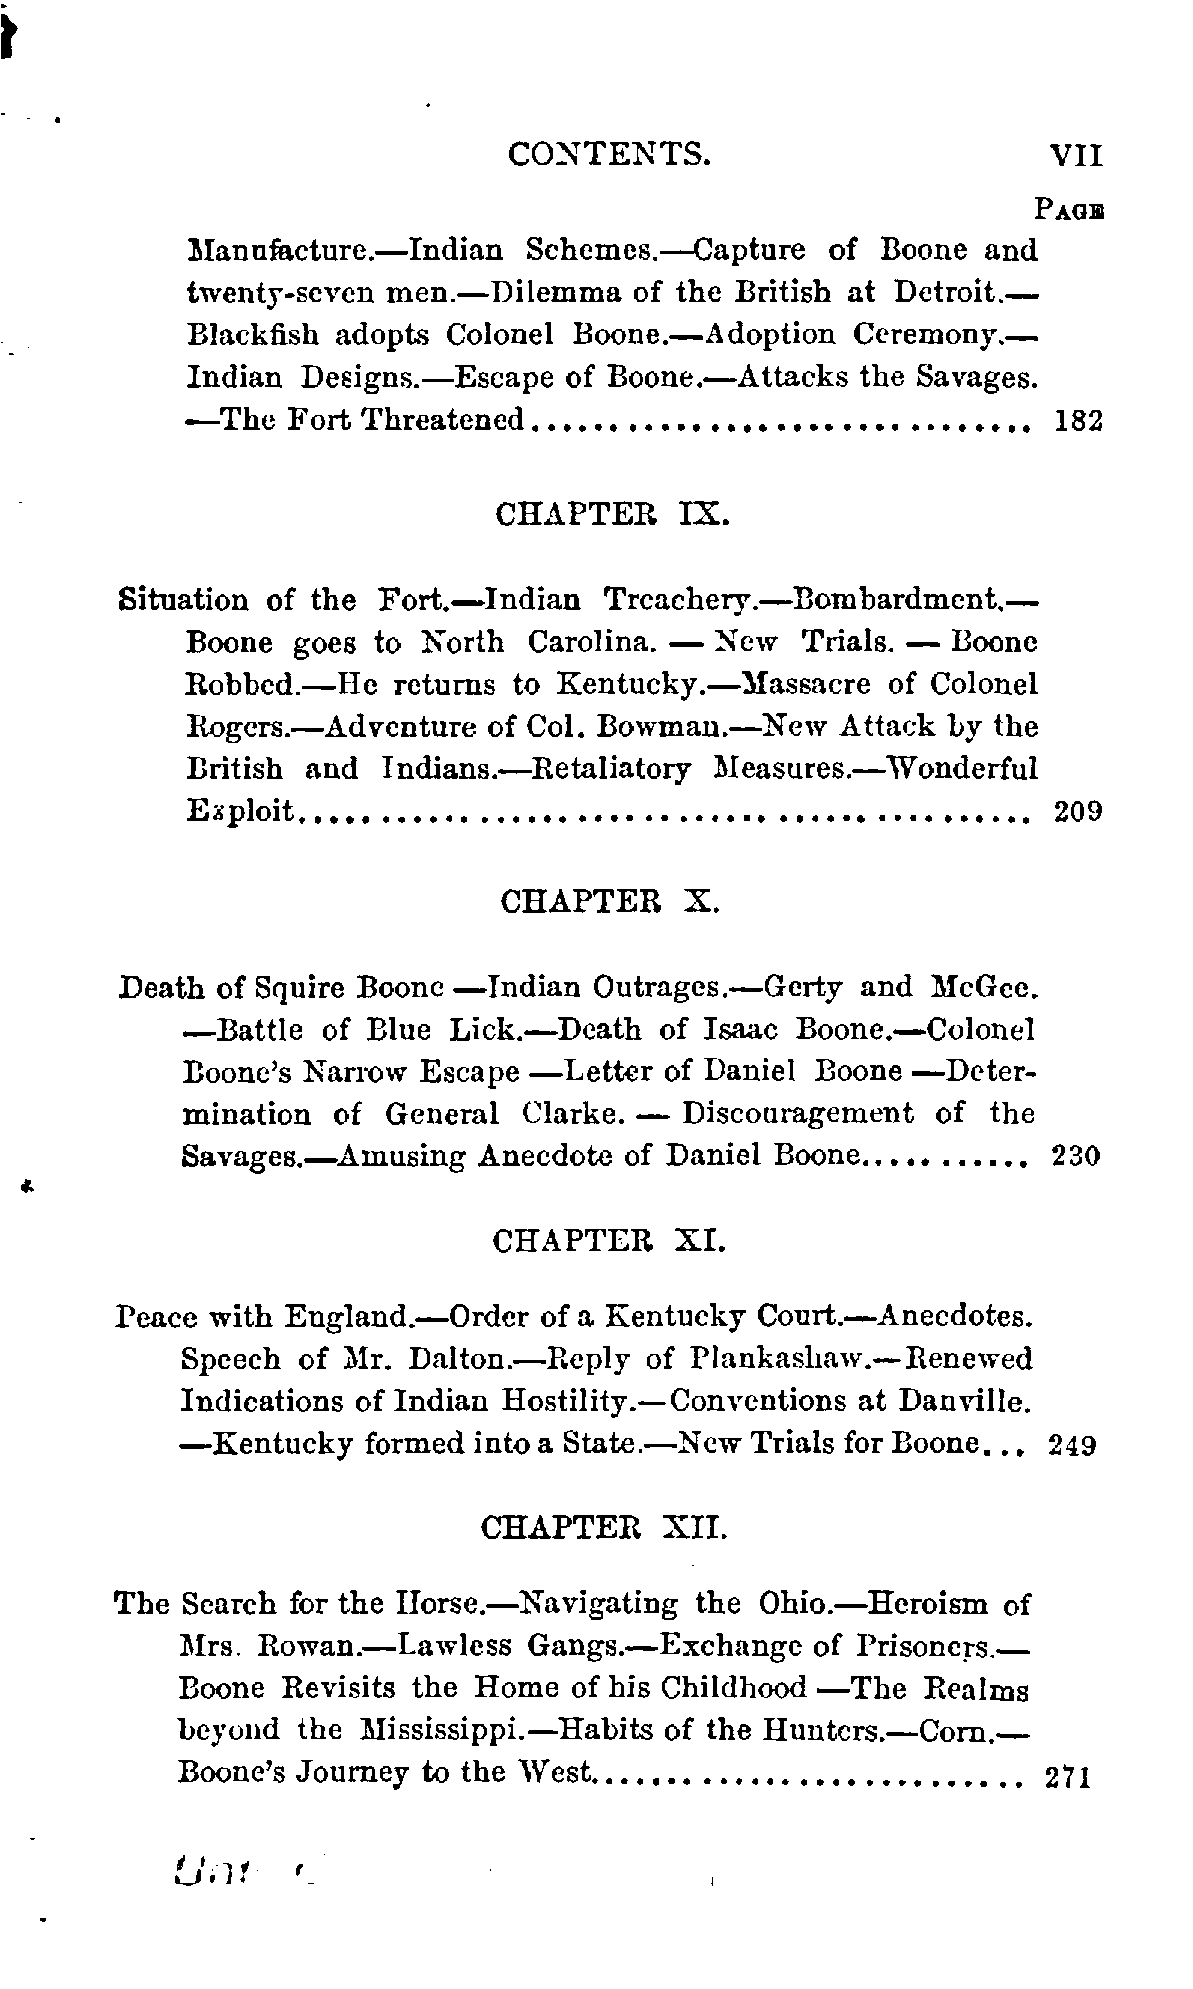 CONTENTS. VII
PAGE
Manufacture.—Indian Schemes.—Capture of Boone and
twenty-seven men.—Dilemma of the British at Detroit.—
Blackfish adopts Colonel Boone.—Adoption Ceremony.—
Indian Designs.—Escape of Boone.—Attacks the Savages.
—The Fort Threatened.............................. 182
CHAPTER IX.
Situation of the Fort.—Indian Treachery.—Bombardment.—
Boone goes to North Carolina. — New Trials. — Boone
Robbed.—He returns to Kentucky.—Massacre of Colonel
Rogers.—Adventure of Col. Bowman.—New Attack by the
British and Indians.—Retaliatory Measures.—Wonderful
Exploit.......................................... 209
CHAPTER X.
Death of Squire Boone —Indian Outrages.—Gerty and McGee.
—Battle of Blue Lick.—Death of Isaac Boone.—Colonel
Boone's Narrow Escape —Letter of Daniel Boone —Deter-
mination of General Clarke. — Discouragement of the
Savages.—Amusing Anecdote of Daniel Boone........... 230
CHAPTER XI.
Peace with England.—Order of a Kentucky Court.—Anecdotes.
Speech of Mr. Dalton.—Reply of Plankashaw.—Renewed
Indications of Indian Hostility.—Conventions at Danville.
—Kentucky formed into a State.—New Trials for Boone... 249
CHAPTER XII.
The Search for the Horse.—Navigating the Ohio.—Heroism of
Mrs. Rowan.—Lawless Gangs.—Exchange of Prisoners.—
Boone Revisits the Home of his Childhood —The Realms
beyond the Mississippi.—Habits of the Hunters.—Corn.—
Boone's Journey to the West......................... 271